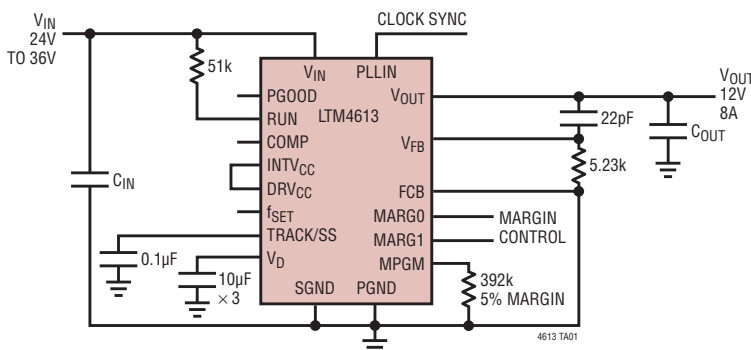 CLOCK SYNC
VIN
24V
TO 36V
51k
VIN
PLLIN
PGOOD
VOUT
LTM4613
RUN
COMP
VFB
INTVCC
DRVCC
FCB
fSET
MARG0
MARGIN
TRACK/SS
MARG1
CONTROL
VD
MPGM
SGND
PGND
CIN
0.1µF
10µF
× 3
22pF
COUT
5.23k
VOUT
12V
8A
392k
5% MARGIN
4613 TA01